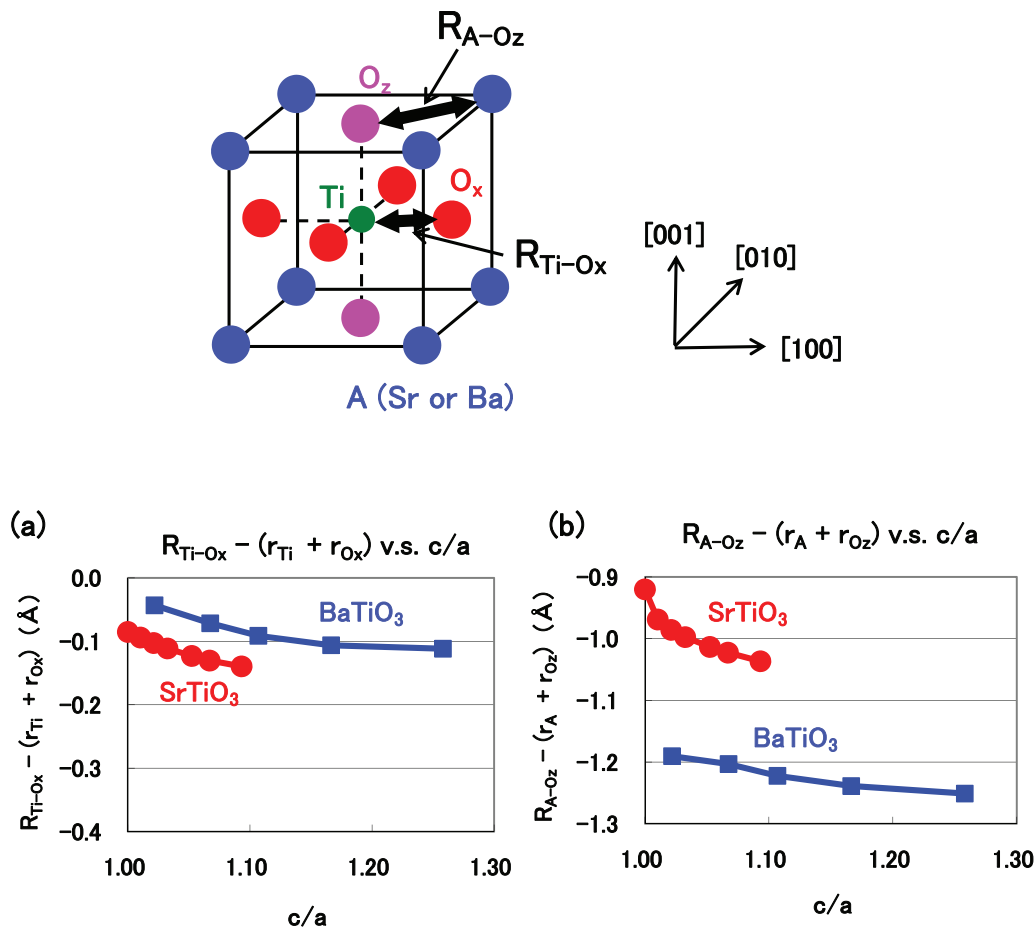 R_A-Oz
O_z
Ti
O_x
R_Ti-Ox
[001]
[010]
[100]
A (Sr or Ba)
(a)
R_Ti-Ox - (r_Ti + r_Ox) v.s. c/a
R_Ti-Ox - (r_Ti + r_Ox) (Å)
0.0
-0.1
-0.2
-0.3
-0.4
BaTiO3
SrTiO3
1.00 1.10 1.20 1.30
c/a
(b)
R_A-Oz - (r_A + r_Oz) v.s. c/a
R_A-Oz - (r_A + r_Oz) (Å)
-0.9
-1.0
-1.1
-1.2
-1.3
SrTiO3
BaTiO3
1.00 1.10 1.20 1.30
c/a